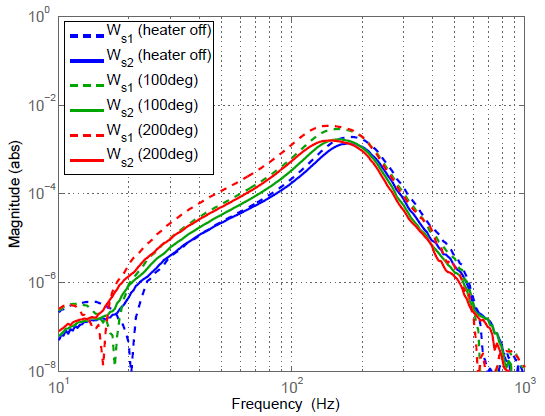 10^0
W_s1 (heater off)
W_s2 (heater off)
W_s1 (100deg)
W_s2 (100deg)
W_s1 (200deg)
W_s2 (200deg)
10^-2
10^-4
10^-6
10^-8
Magnitude (abs)
10^1
10^2
10^3
Frequency (Hz)